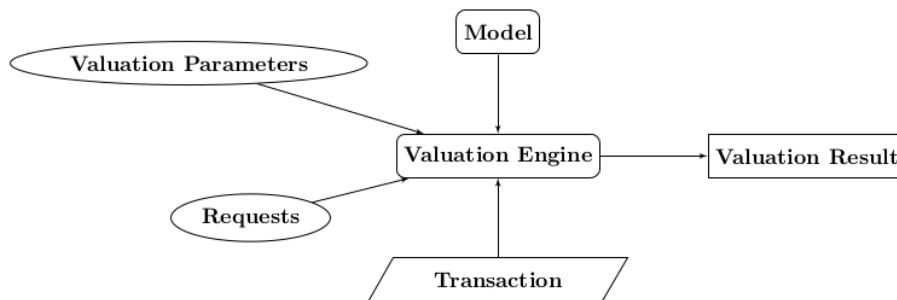 Model
Valuation Parameters
Valuation Engine
Valuation Result
Requests
Transaction